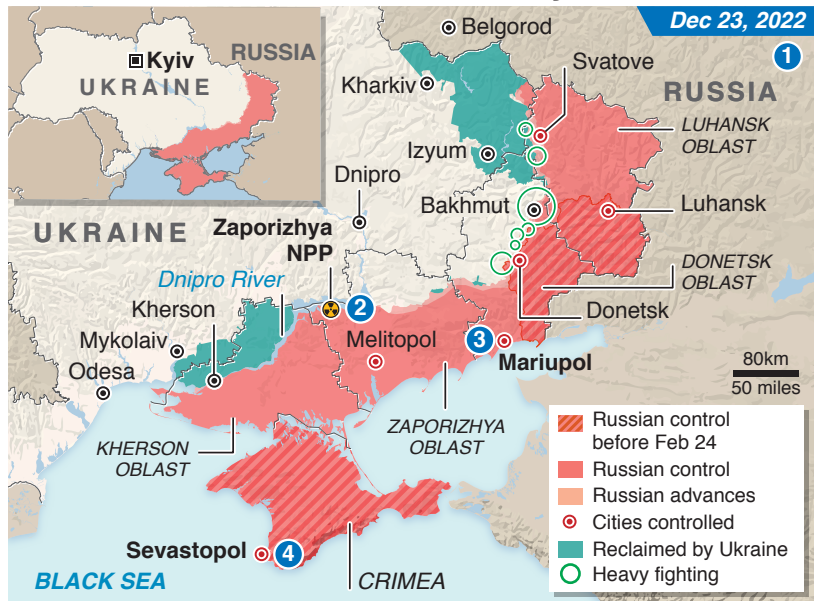 Dec 23, 2022
1
Belgorod
Kyiv
RUSSIA
UKRAINE
Svatove
Kharkiv
RUSSIA
LUHANSK
OBLAST
Izyum
Dnipro
Bakhmut
Luhansk
UKRAINE
Zaporizhya
NPP
Dnipro River
DONETSK
OBLAST
Kherson
2
Donetsk
Mykolaiv
Melitopol
3
Mariupol
Odesa
80km
50 miles
KHERSON
OBLAST
ZAPORIZHYA
OBLAST
Russian control
before Feb 24
Russian control
Russian advances
Cities controlled
Reclaimed by Ukraine
Heavy fighting
Sevastopol
4
BLACK SEA
CRIMEA